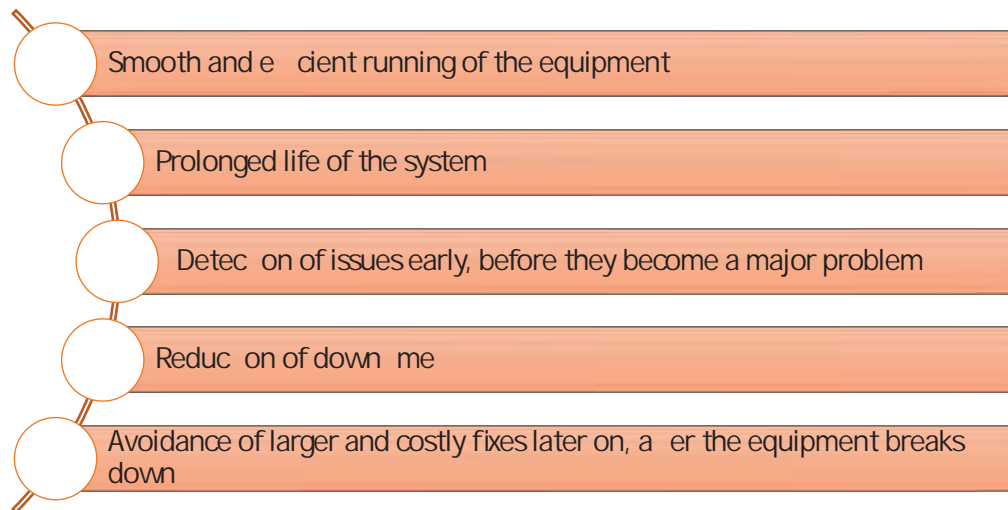 Smooth and e cient running of the equipment
Prolonged life of the system
Detec on of issues early, before they become a major problem
Reduc on of down me
Avoidance of larger and costly fixes later on, a er the equipment breaks
down